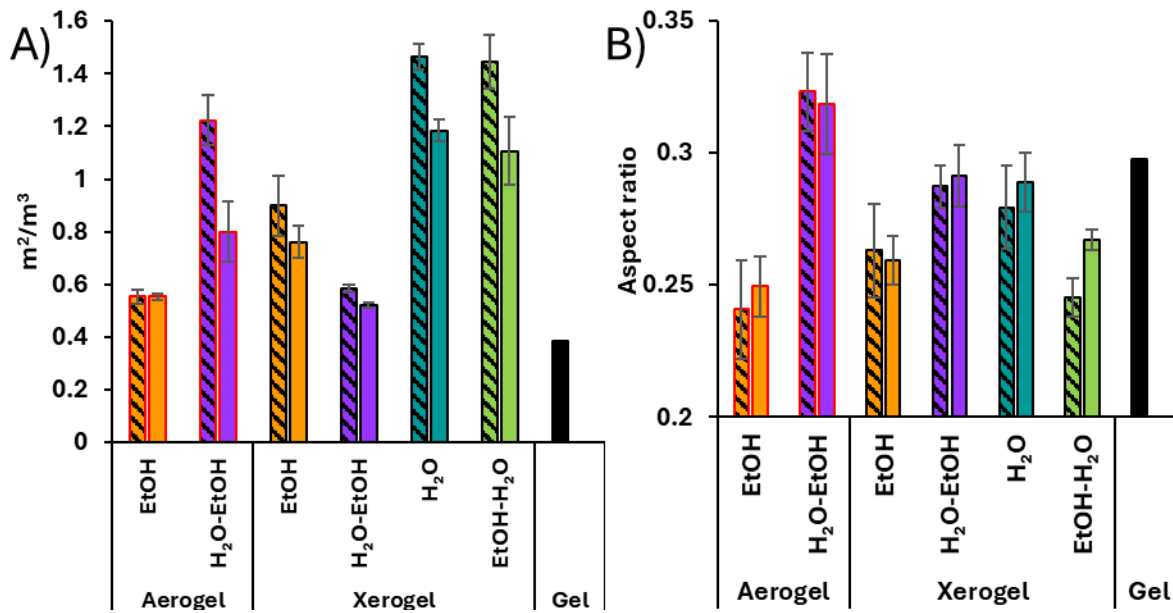 A)
m²/m³
1.6
1.4
1.2
1
0.8
0.6
0.4
0.2
0
EtOH
H₂O-EtOH
EtOH
H₂O-EtOH
H₂O
EtOH-H₂O
Aerogel
Xerogel
Gel
B)
Aspect ratio
0.35
0.3
0.25
0.2
EtOH
H₂O-EtOH
EtOH
H₂O-EtOH
H₂O
EtOH-H₂O
Aerogel
Xerogel
Gel